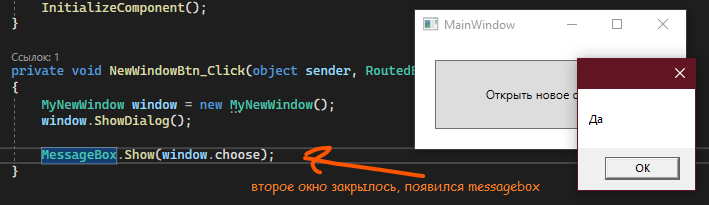 InitializeComponent();
}
Ссылок: 1
private void NewWindowBtn_Click(object sender, RoutedE
{
MyNewWindow window = new MyNewWindow();
window.ShowDialog();
MessageBox.Show(window.choose);
}
второе окно закрылось, появился messagebox
MainWindow
Открыть новое о
Да
OK